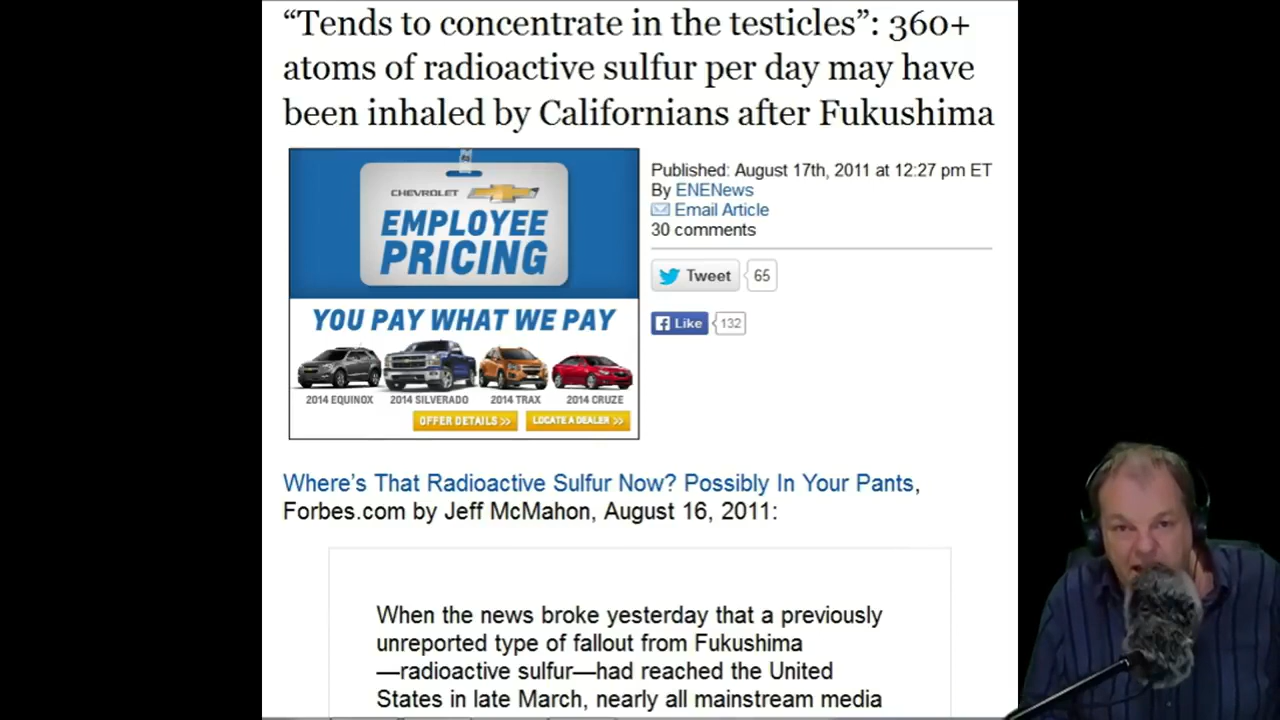 “Tends to concentrate in the testicles”: 360+
atoms of radioactive sulfur per day may have
been inhaled by Californians after Fukushima
CHEVROLET
EMPLOYEE
PRICING
YOU PAY WHAT WE PAY
2014 EQUINOX 2014 SILVERADO 2014 TRAX 2014 CRUZE
OFFER DETAILS >> LOCATE A DEALER >>
Published: August 17th, 2011 at 12:27 pm ET
By ENENews
Email Article
30 comments
Tweet 65
Like 132
Where’s That Radioactive Sulfur Now? Possibly In Your Pants,
Forbes.com by Jeff McMahon, August 16, 2011:
When the news broke yesterday that a previously
unreported type of fallout from Fukushima
—radioactive sulfur—had reached the United
States in late March, nearly all mainstream media